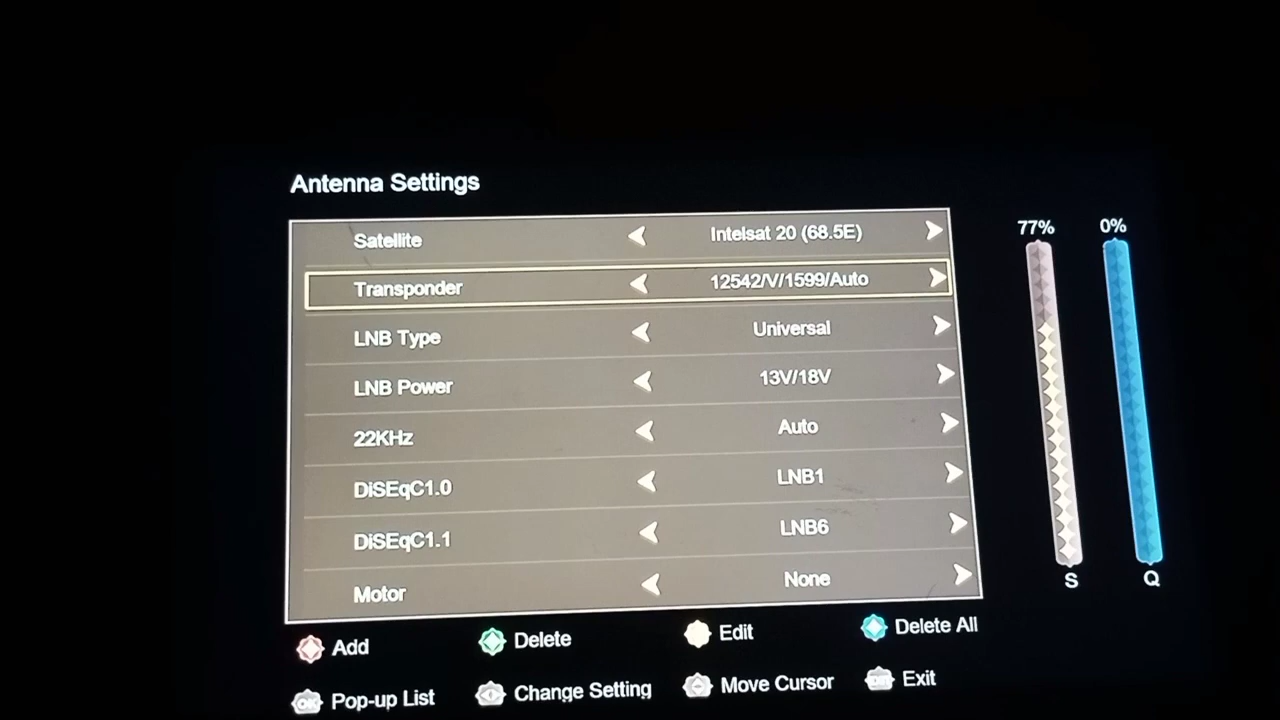 Antenna Settings
77% 0%
Satellite Intelsat 20 (68.5E)
Transponder 12542/V/1599/Auto
LNB Type Universal
LNB Power 13V/18V
22KHz Auto
DiSEqC1.0 LNB1
DiSEqC1.1 LNB6
Motor None
S Q
Add Delete Edit Delete All
OK Pop-up List Change Setting Move Cursor Exit